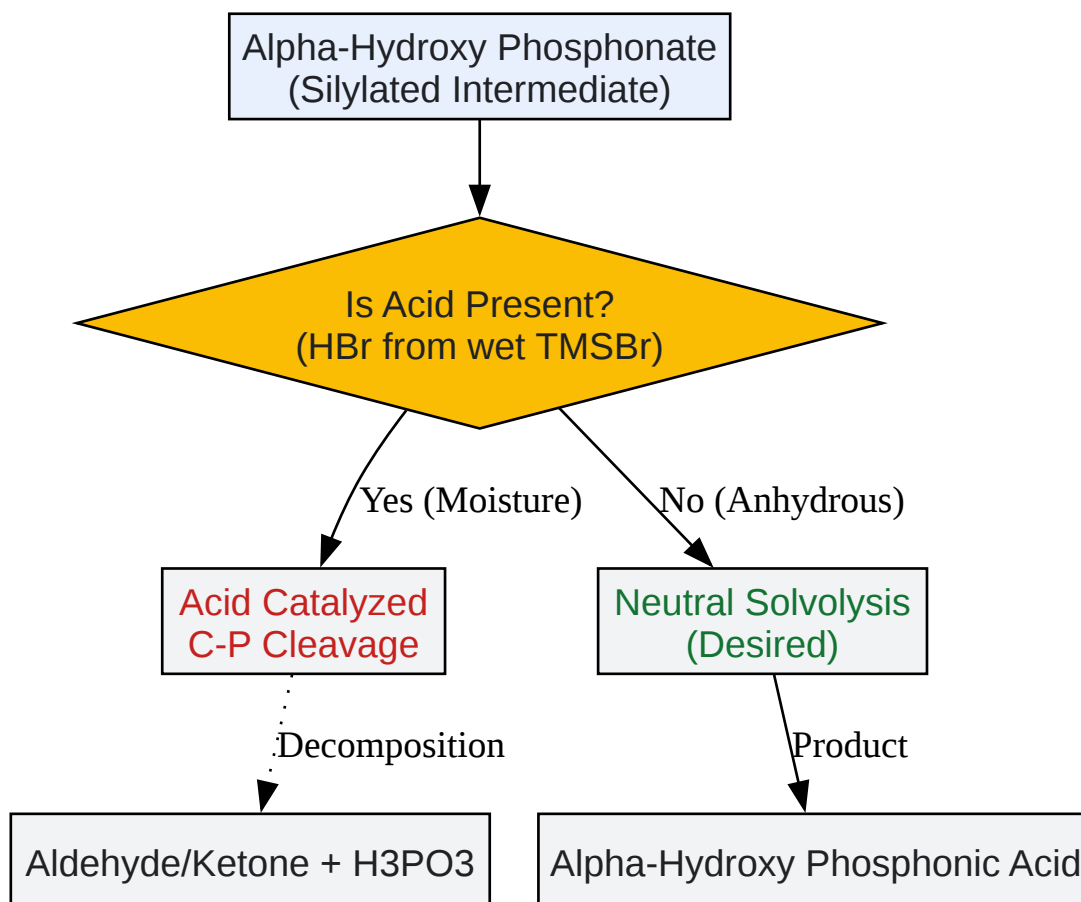 Alpha-Hydroxy Phosphonate
(Silylated Intermediate)
Is Acid Present?
(HBr from wet TMSBr)
Yes (Moisture)
No (Anhydrous)
Acid Catalyzed
C-P Cleavage
Neutral Solvolysis
(Desired)
Decomposition
Product
Aldehyde/Ketone + H3PO3
Alpha-Hydroxy Phosphonic Acid